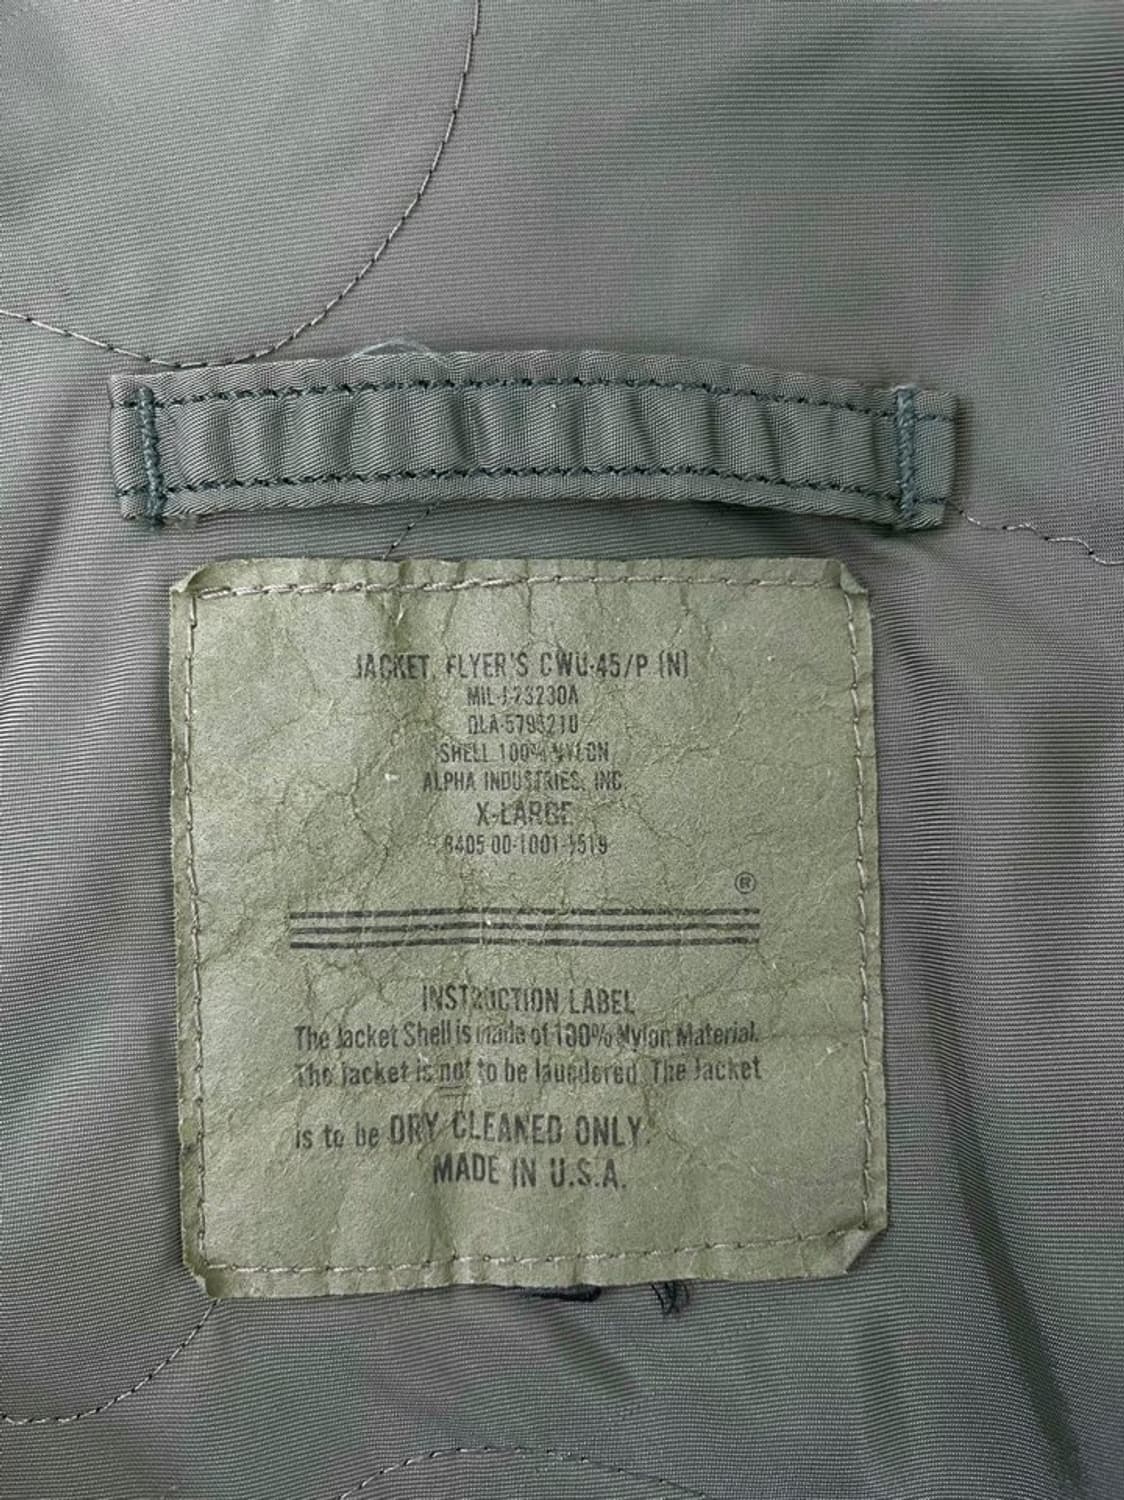 JACKET, FLYER'S CWU-45/P (N)
MIL-J-23230A
DLA-5795210
SHELL 100% NYLON
ALPHA INDUSTRIES, INC
X-LARGE
8405-00-1001-1519
®
INSTRUCTION LABEL
The Jacket Shell is made of 100% Nylon Material.
The Jacket is not to be laundered. The Jacket
is to be DRY CLEANED ONLY.
MADE IN U.S.A.